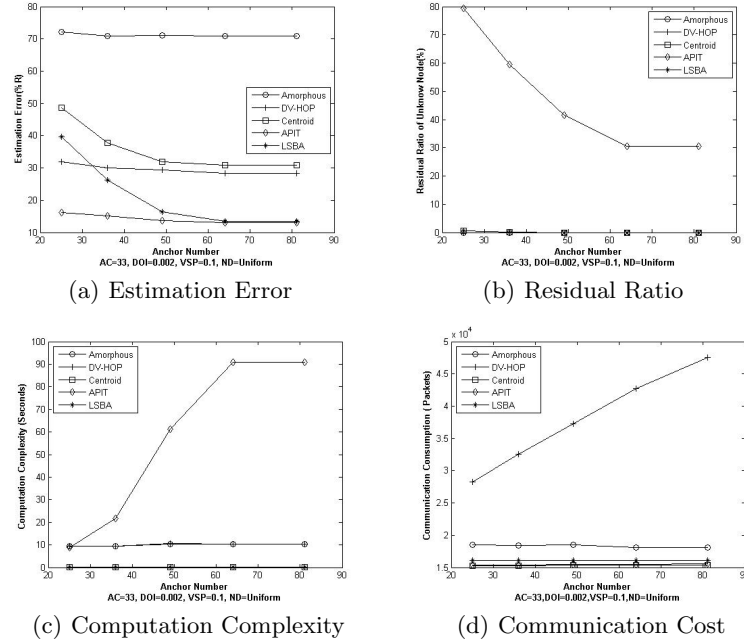 80
70
60
50
40
30
20
10
Estimation Error(%R)
Amorphous
DV-HOP
Centroid
APIT
LSBA
20 30 40 50 60 70 80 90
Anchor Number
AC=33, DOI=0.002, VSP=0.1, ND=Uniform
(a) Estimation Error
80
70
60
50
40
30
20
10
0
Residual Ratio of Unknow Node(%)
Amorphous
DV-HOP
Centroid
APIT
LSBA
20 30 40 50 60 70 80 90
Anchor Number
AC=33, DOI=0.002, VSP=0.1, ND=Uniform
(b) Residual Ratio
100
90
80
70
60
50
40
30
20
10
0
Computation Conplexity (Seconds)
Amorphous
DV-HOP
Centroid
APIT
LSBA
20 30 40 50 60 70 80 90
Anchor Number
AC=33, DOI=0.002, VSP=0.1, ND=Uniform
(c) Computation Complexity
x 10⁴
5
4.5
4
3.5
3
2.5
2
1.5
Communication Consumption ( Packets)
Amorphous
DV-HOP
Centroid
APIT
LSBA
20 30 40 50 60 70 80 90
Anchor Number
AC=33,DOI=0.002,VSP=0.1,ND=Uniform
(d) Communication Cost